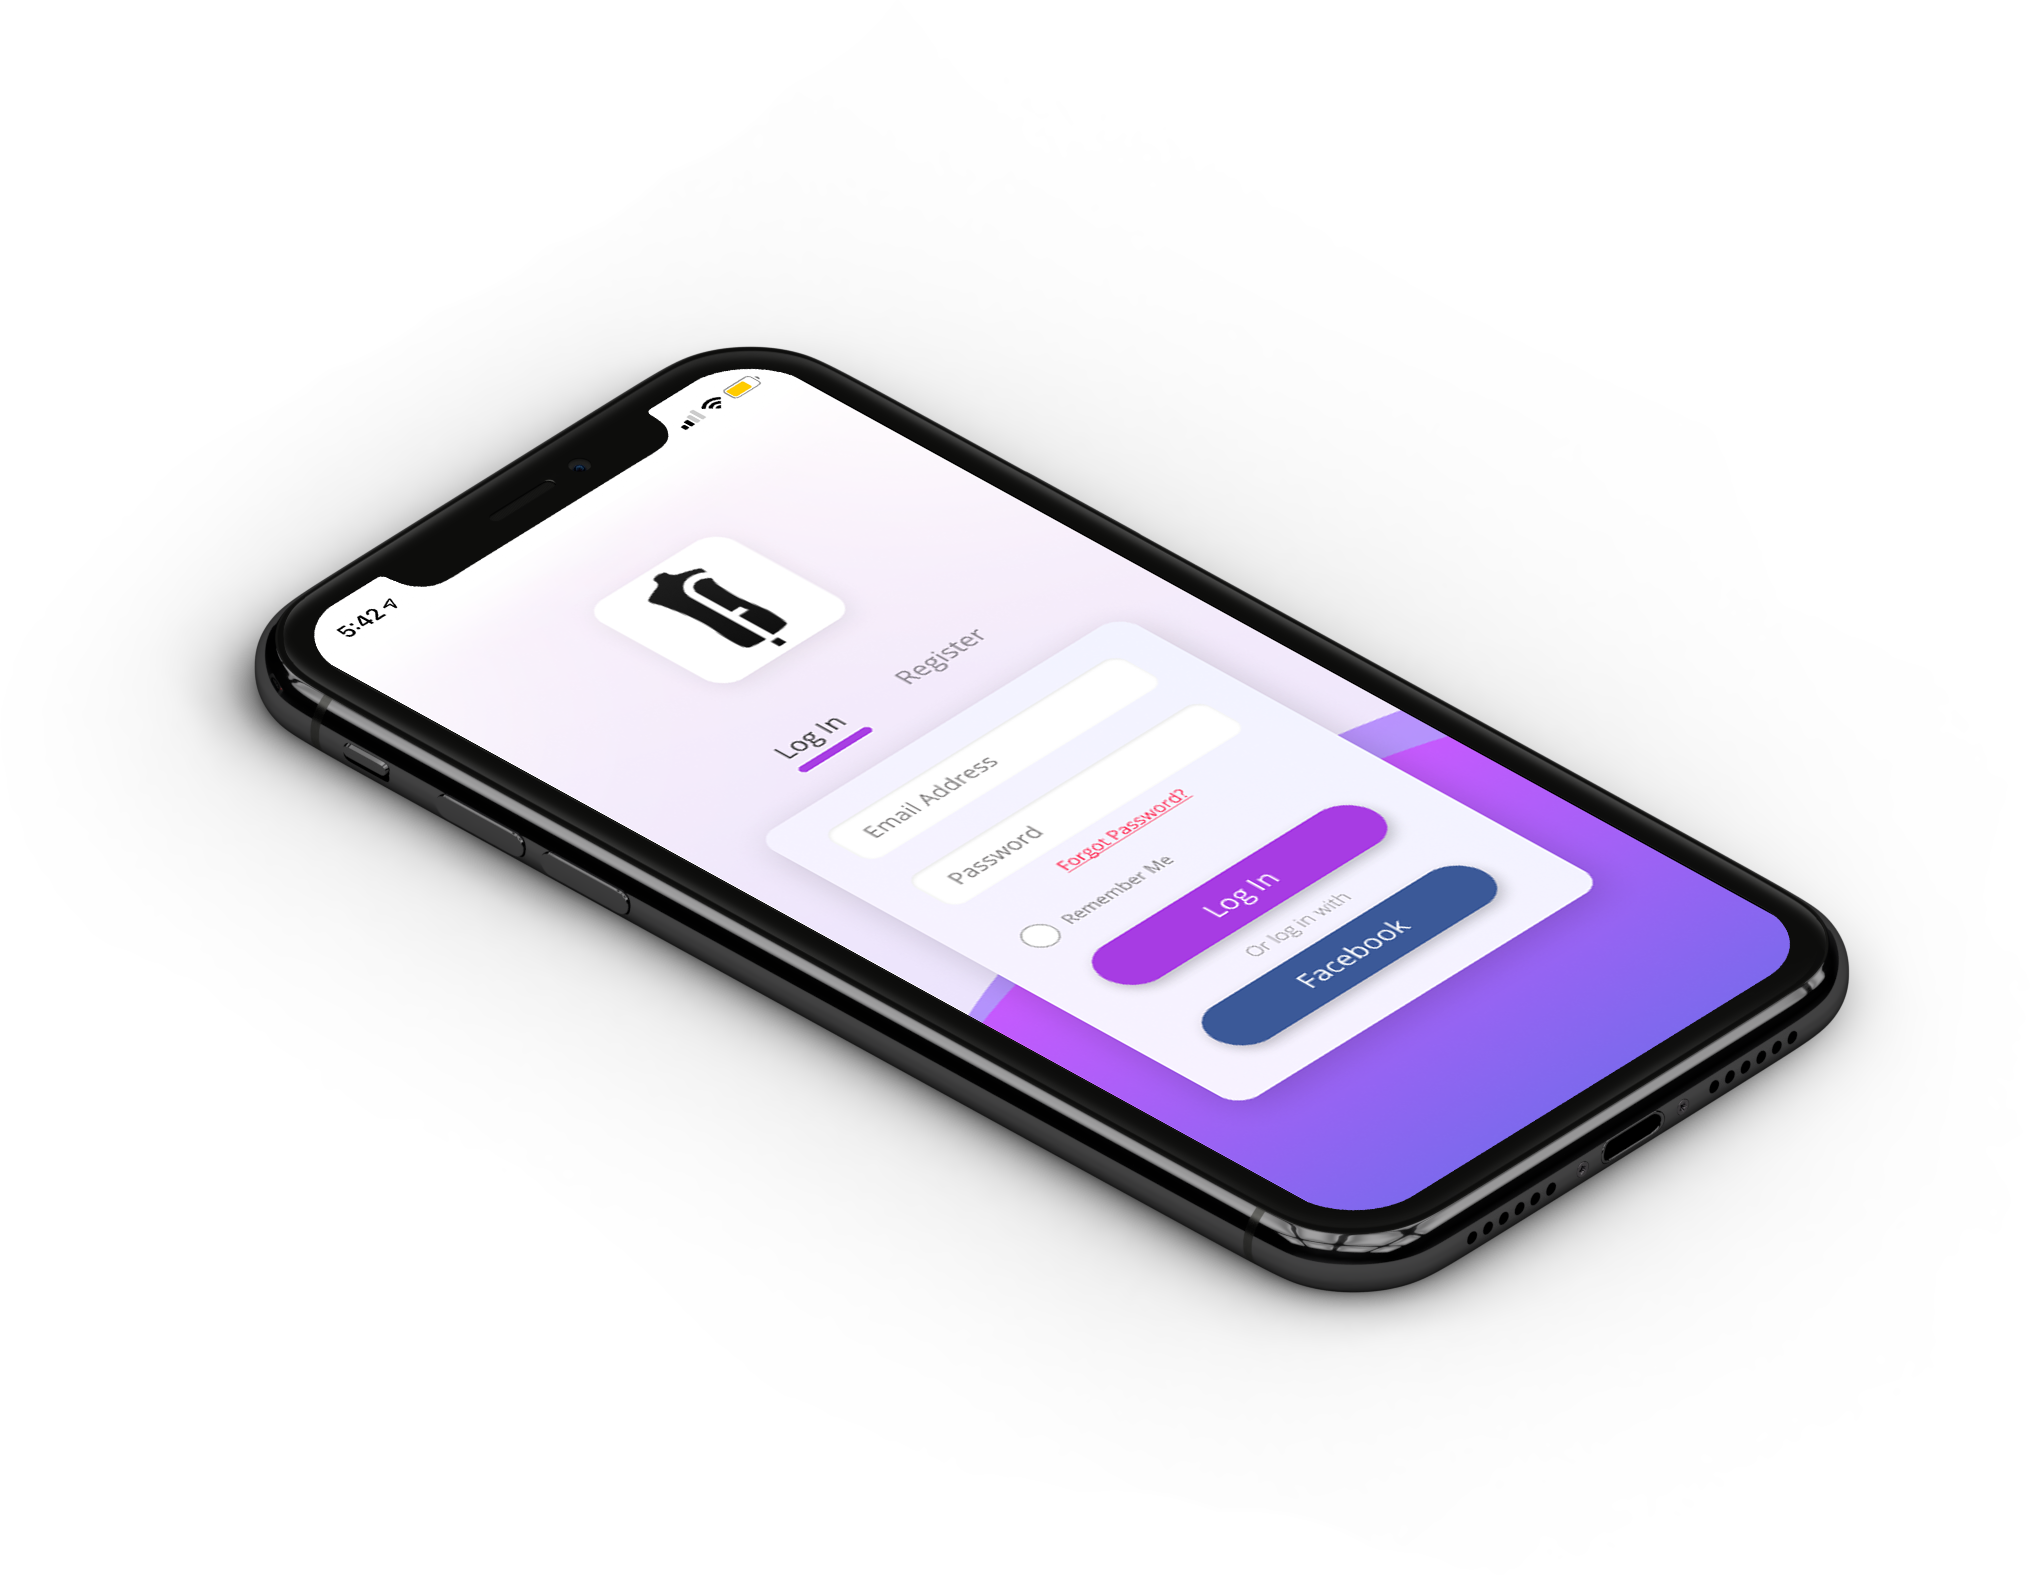 5:42
Log In
Register
Email Address
Password
Forgot Password?
Remember Me
Log In
Or log in with
Facebook